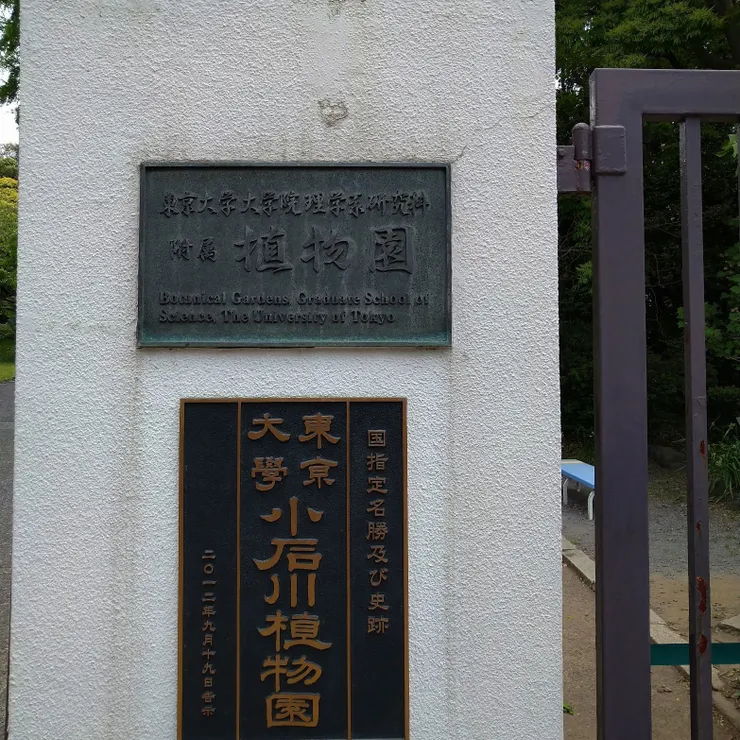 東京大学大学院理学系研究科
附属 植物園
Botanical Gardens, Graduate School of
Science, The University of Tokyo
国指定名勝及び史跡
東京
大學
小石川植物園
二〇一二年九月十九日告示